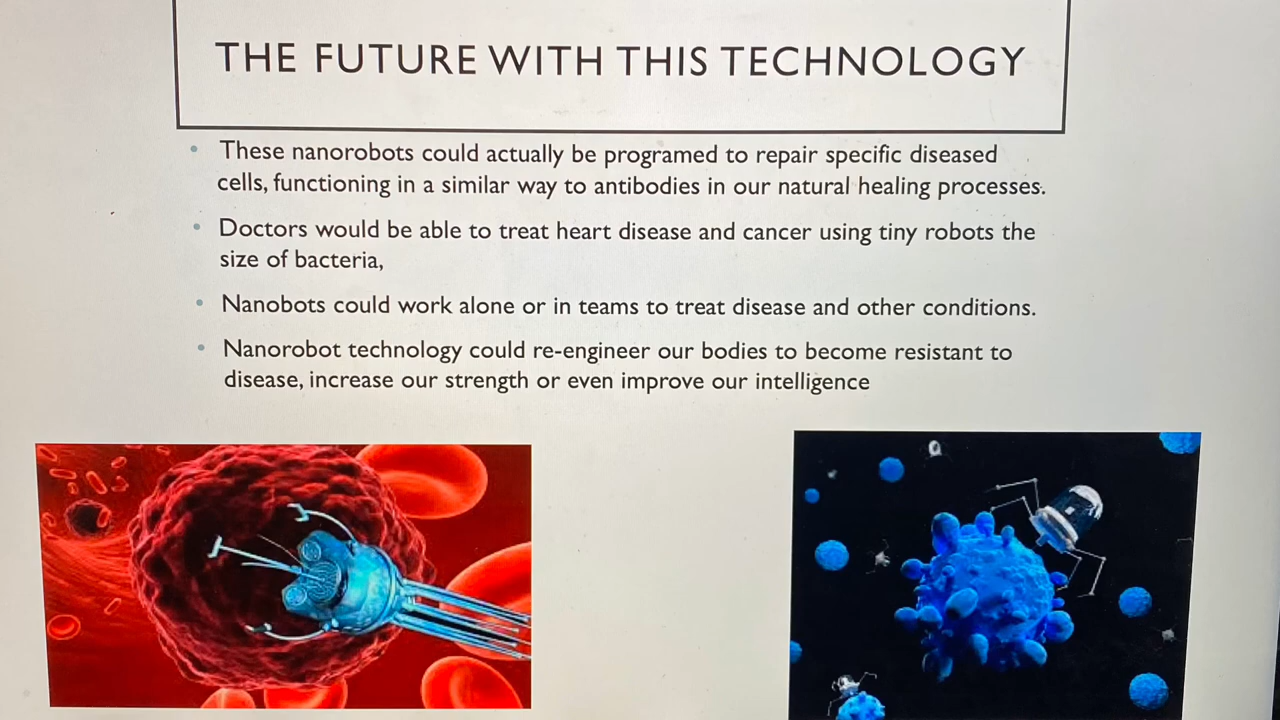 THE FUTURE WITH THIS TECHNOLOGY
• These nanorobots could actually be programed to repair specific diseased
cells, functioning in a similar way to antibodies in our natural healing processes.
• Doctors would be able to treat heart disease and cancer using tiny robots the
size of bacteria,
• Nanobots could work alone or in teams to treat disease and other conditions.
• Nanorobot technology could re-engineer our bodies to become resistant to
disease, increase our strength or even improve our intelligence